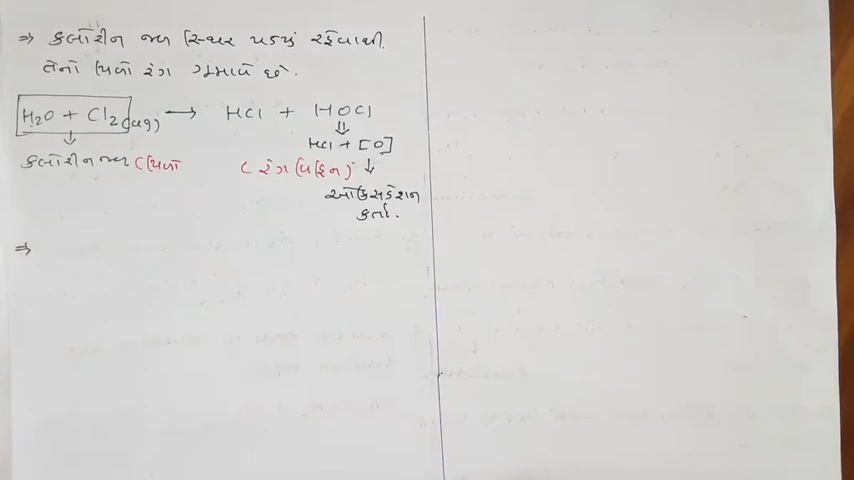 ⇒ ક્લોરીન જળ સ્થિર પડ્યું રહેવાથી
તેનો પિળો રંગ ગુમાવે છે.
H₂O + Cl₂(aq) → HCl + HOCl
⇓
↓ HCl + [O]
ક્લોરીન જળ (પિળો (રંગ વિહિન) ↓
ઓક્સિડેશન
કર્તા.
⇒